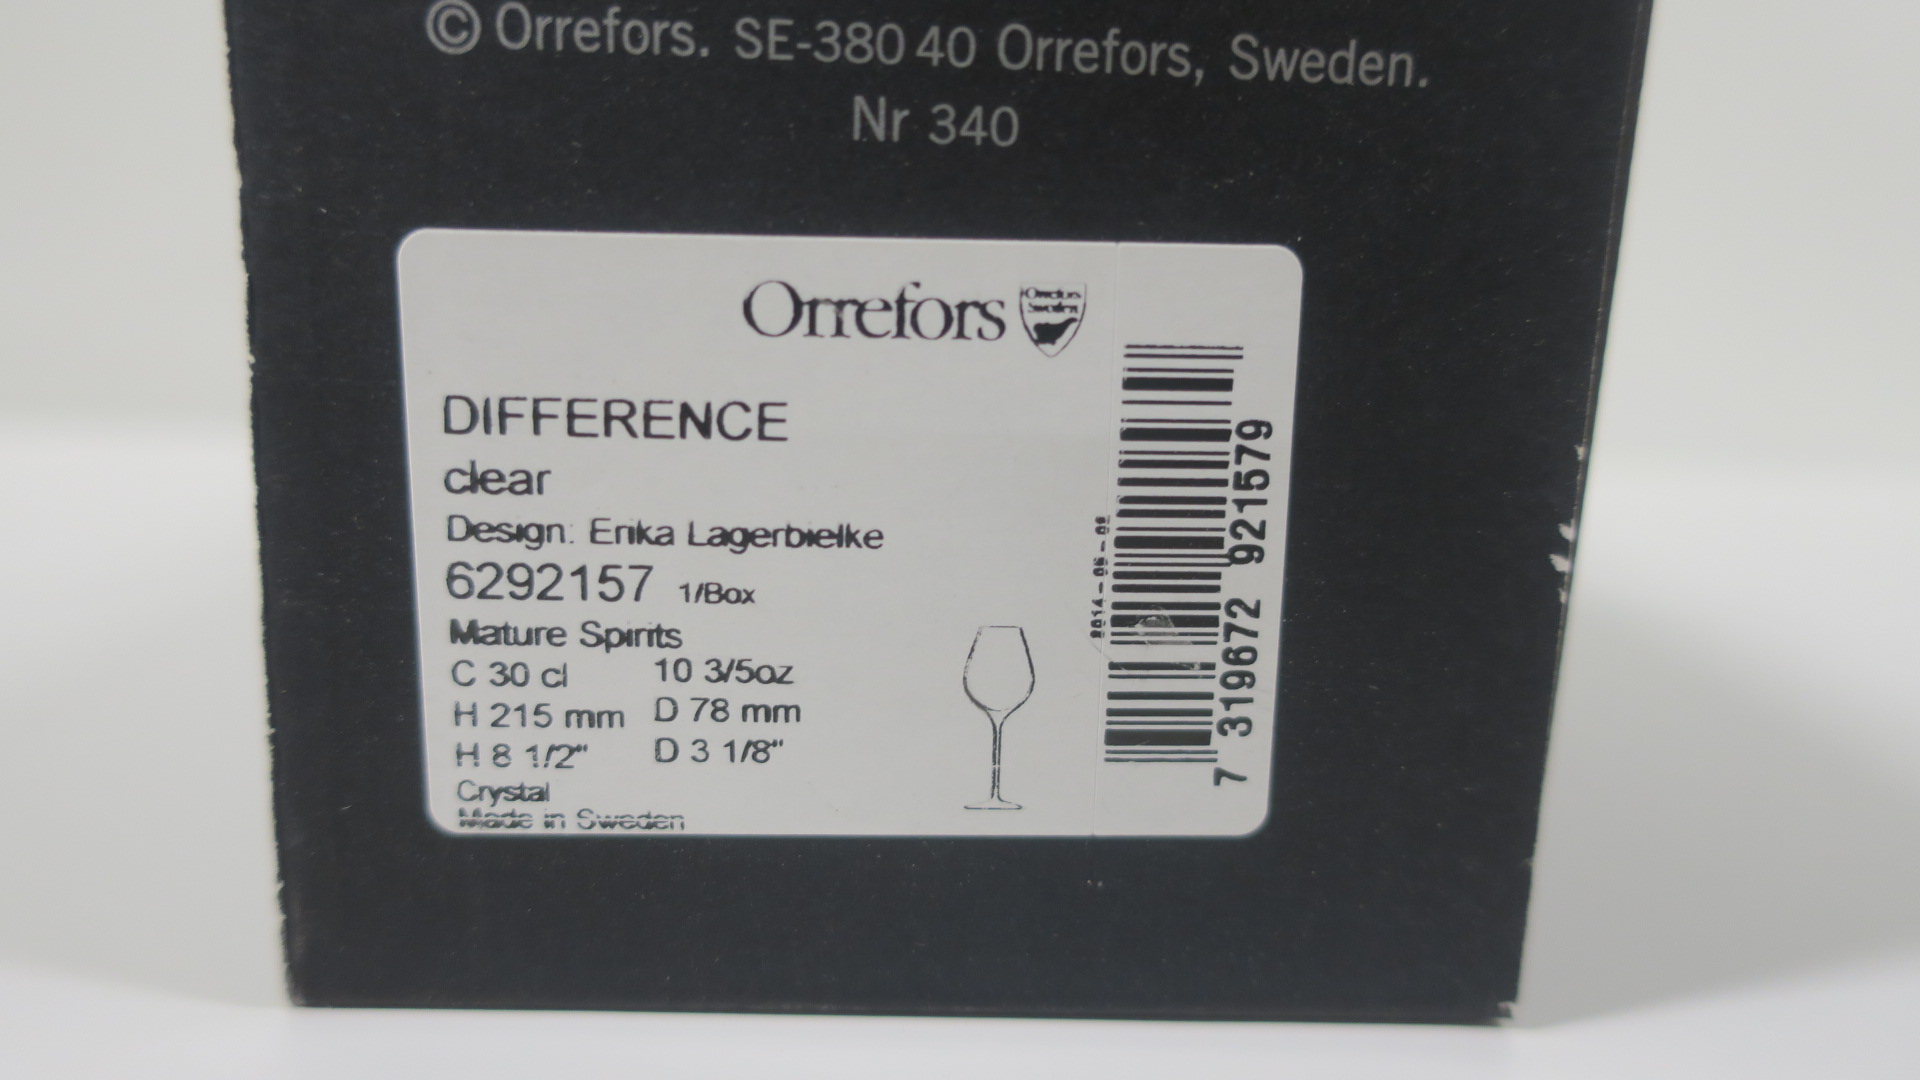 © Orrefors. SE-380 40 Orrefors, Sweden.
Nr 340
Orrefors
Orrefors
Sweden
DIFFERENCE
clear
Design: Erika Lagerbielke
6292157 1/Box
Mature Spirits
C 30 cl 10 3/5oz
H 215 mm D 78 mm
H 8 1/2" D 3 1/8"
Crystal
Made in Sweden
7 319672 921579